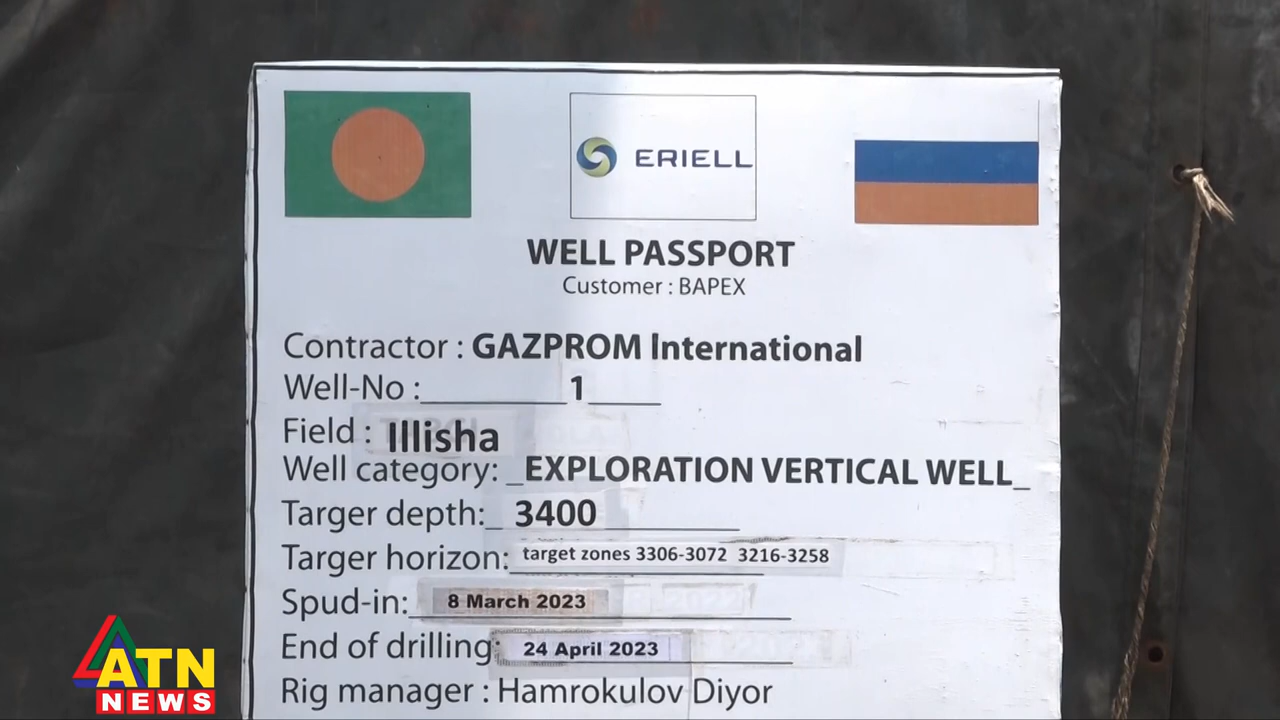 ERIELL
WELL PASSPORT
Customer : BAPEX
Contractor : GAZPROM International
Well-No : 1
Field : Illisha
Well category: _EXPLORATION VERTICAL WELL_
Targer depth:_ 3400
Targer horizon: target zones 3306-3072 3216-3258
Spud-in: 8 March 2023
End of drilling: 24 April 2023
Rig manager : Hamrokulov Diyor
ATN
NEWS